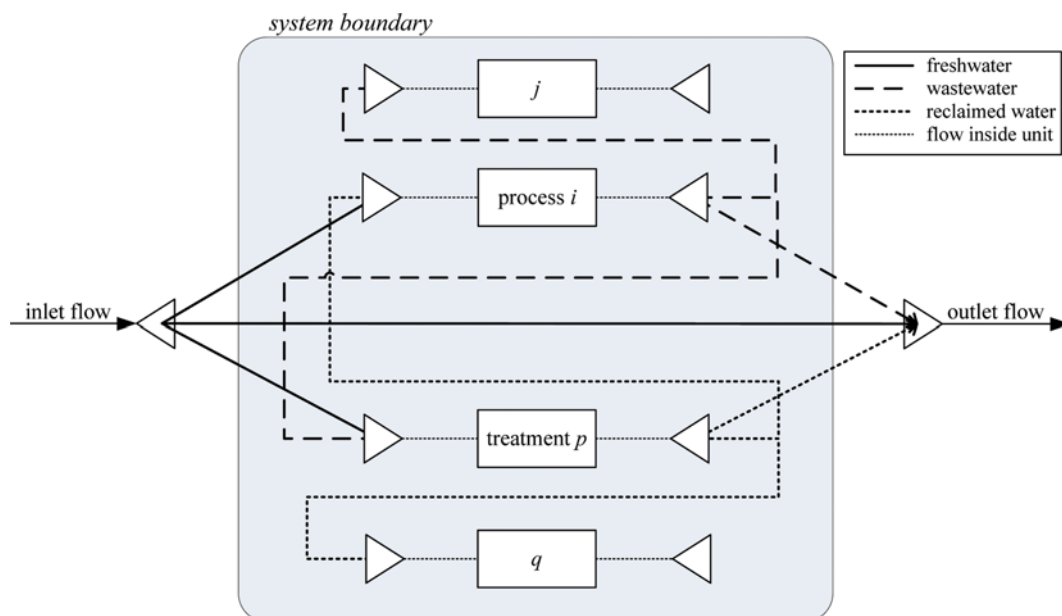 system boundary
j
freshwater
wastewater
reclaimed water
flow inside unit
process i
inlet flow
outlet flow
treatment p
q